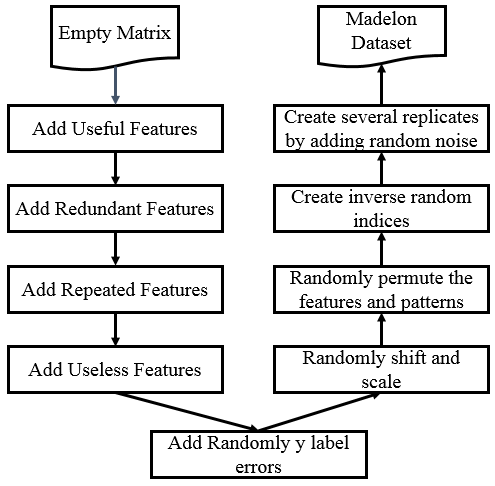 Empty Matrix
Add Useful Features
Add Redundant Features
Add Repeated Features
Add Useless Features
Add Randomly y label
errors
Randomly shift and
scale
Randomly permute the
features and patterns
Create inverse random
indices
Create several replicates
by adding random noise
Madelon
Dataset